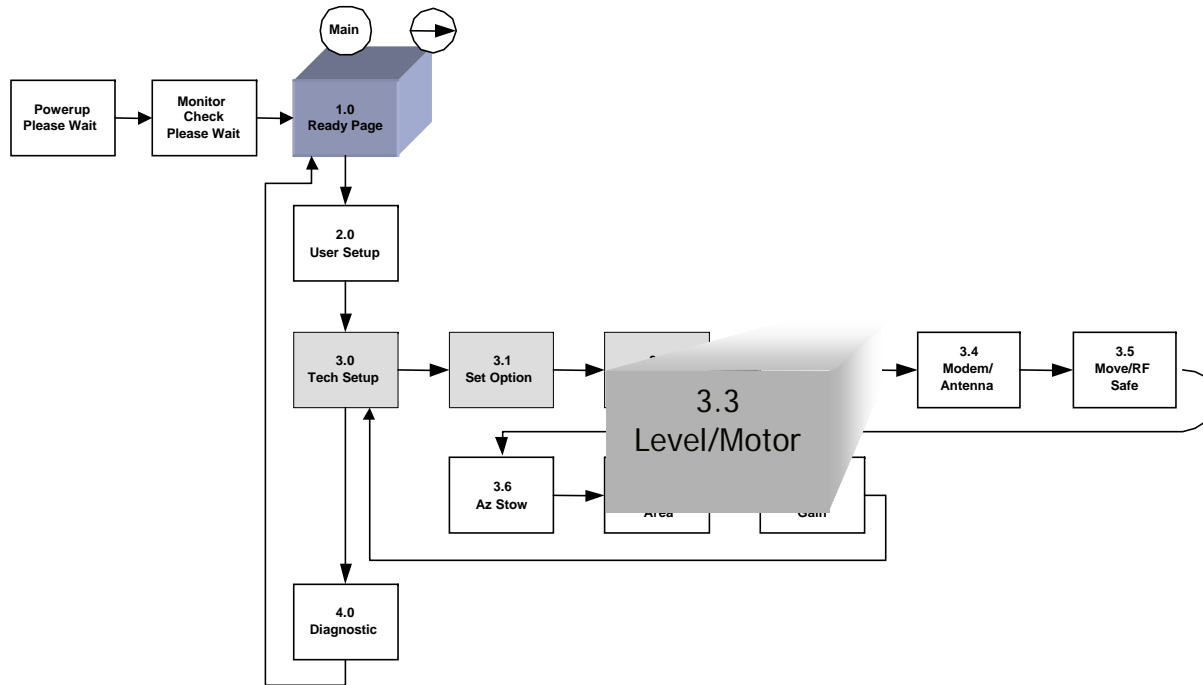 Main
Powerup
Please Wait
Monitor
Check
Please Wait
1.0
Ready Page
2.0
User Setup
3.0
Tech Setup
3.1
Set Option
3.3
Level/Motor
3.4
Modem/
Antenna
3.5
Move/RF
Safe
3.6
Az Stow
Area
Gain
4.0
Diagnostic